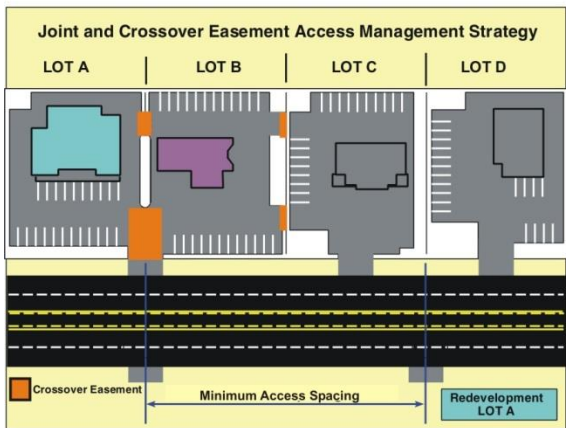 Joint and Crossover Easement Access Management Strategy
LOT A
LOT B
LOT C
LOT D
Crossover Easement
Minimum Access Spacing
Redevelopment
LOT A